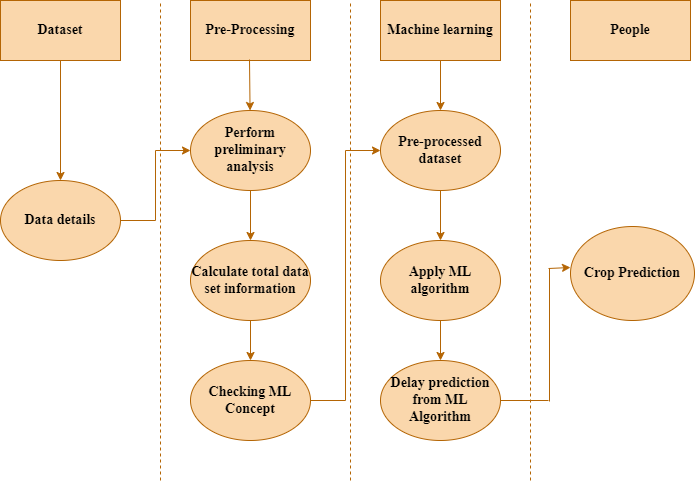 Dataset
Pre-Processing
Machine learning
People
Perform
preliminary
analysis
Pre-processed
dataset
Data details
Calculate total data
set information
Apply ML
algorithm
Crop Prediction
Checking ML
Concept
Delay prediction
from ML
Algorithm